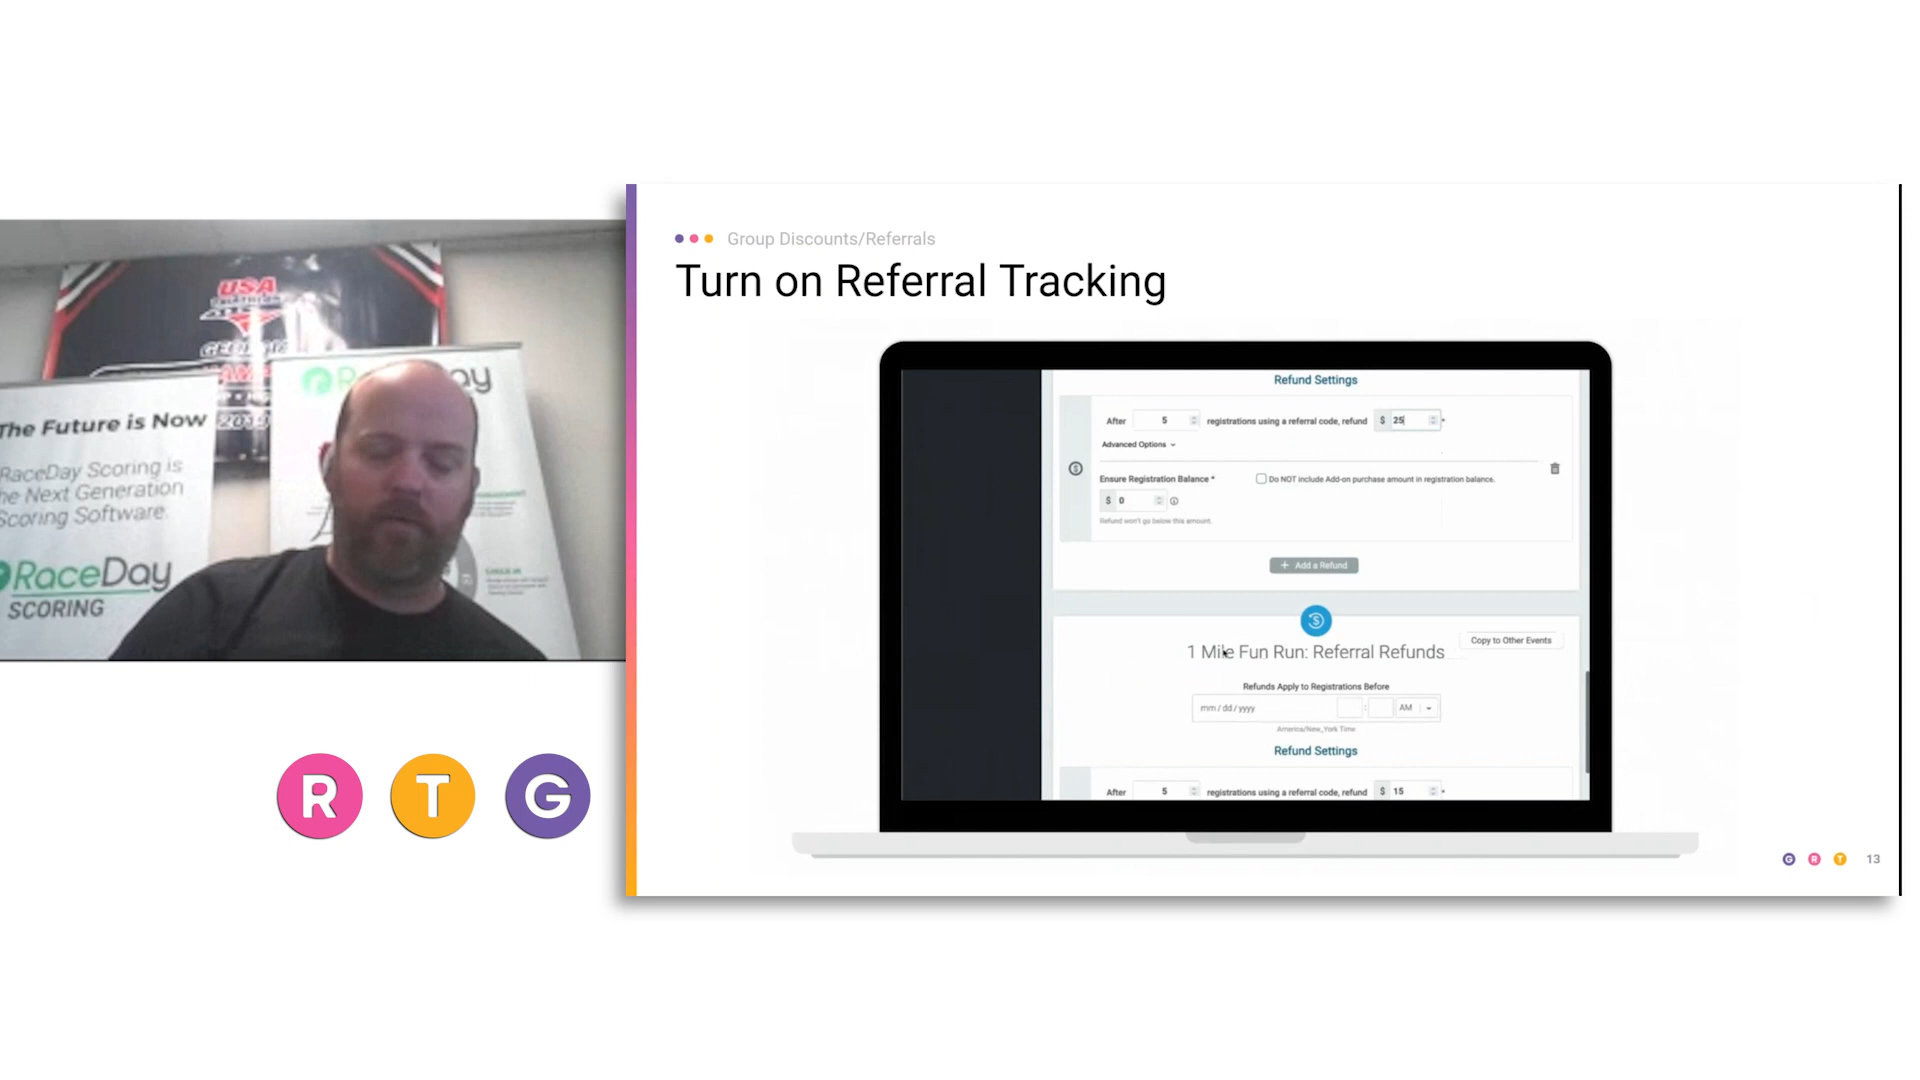 USA
TRIATHLON
2019
The Future is Now
RaceDay Scoring is
the Next Generation
Scoring Software.
RaceDay
SCORING
R T G
Group Discounts/Referrals
Turn on Referral Tracking
Refund Settings
After 5 registrations using a referral code, refund $ 25 *
Advanced Options
Ensure Registration Balance *
Do NOT include Add-on purchase amount in registration balance.
$ 0
Refund won't go below this amount.
+ Add a Refund
Copy to Other Events
1 Mile Fun Run: Referral Refunds
Refunds Apply to Registrations Before
mm / dd / yyyy : AM
America/New_York Time
Refund Settings
After 5 registrations using a referral code, refund $ 15 *
G R T 13